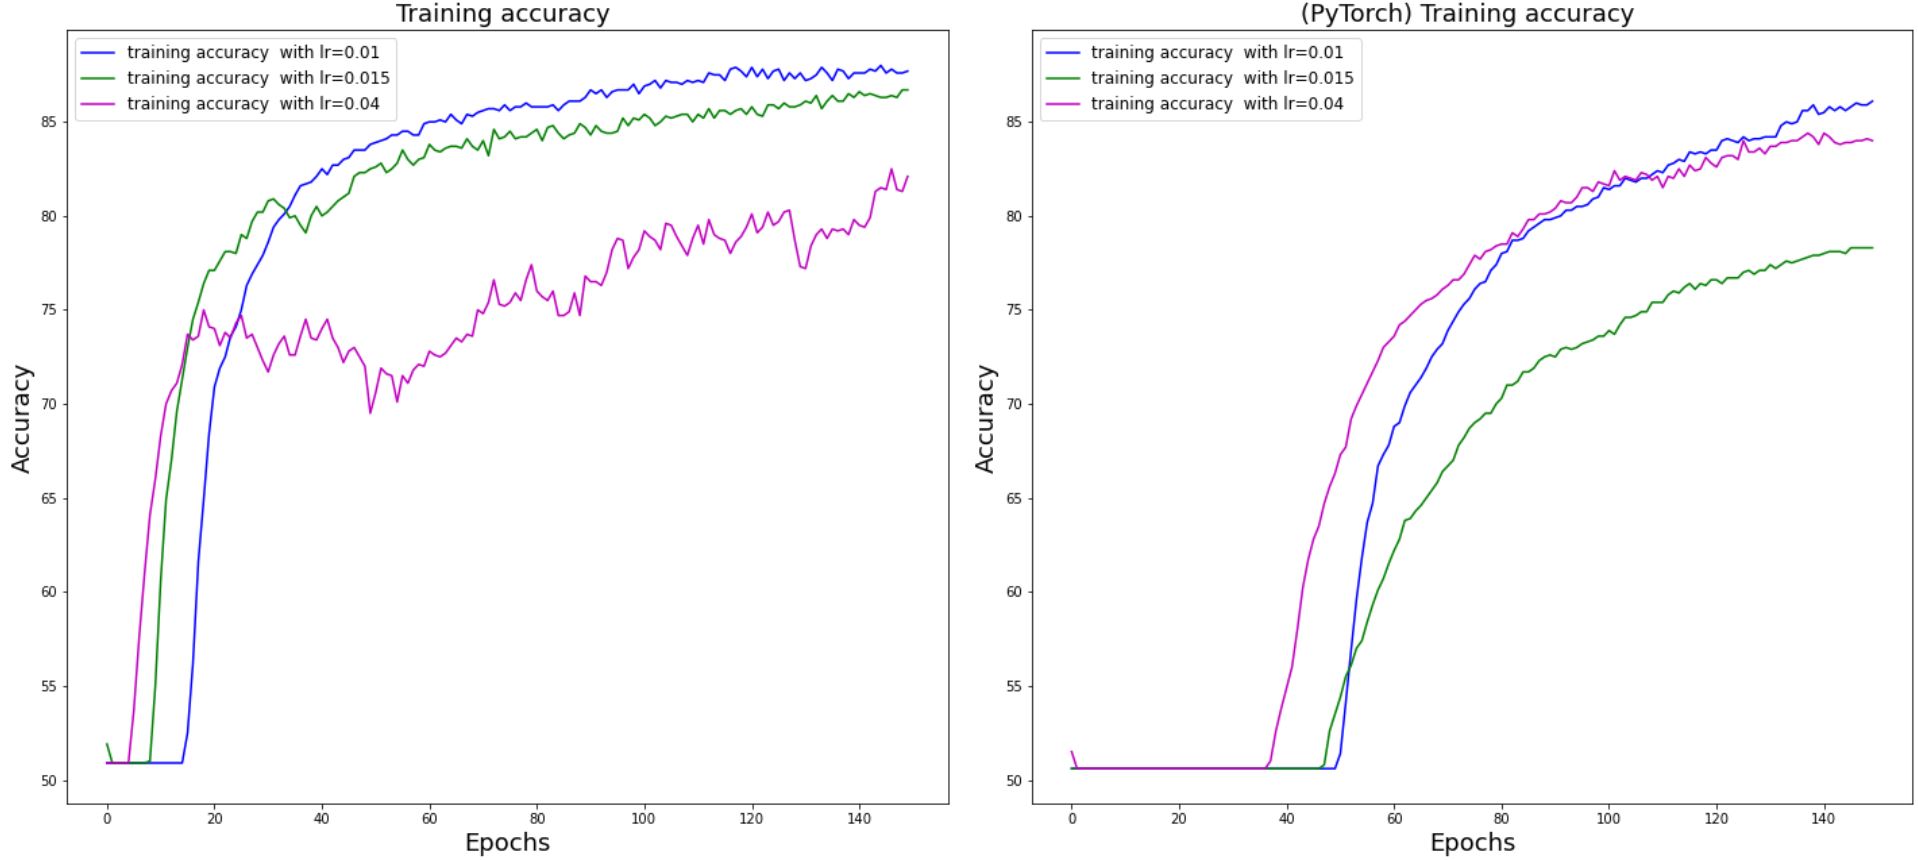 Training accuracy
training accuracy  with lr=0.01
training accuracy  with lr=0.015
training accuracy  with lr=0.04
85
80
75
70
65
60
55
50
Accuracy
0 20 40 60 80 100 120 140
Epochs
(PyTorch) Training accuracy
training accuracy  with lr=0.01
training accuracy  with lr=0.015
training accuracy  with lr=0.04
85
80
75
70
65
60
55
50
Accuracy
0 20 40 60 80 100 120 140
Epochs